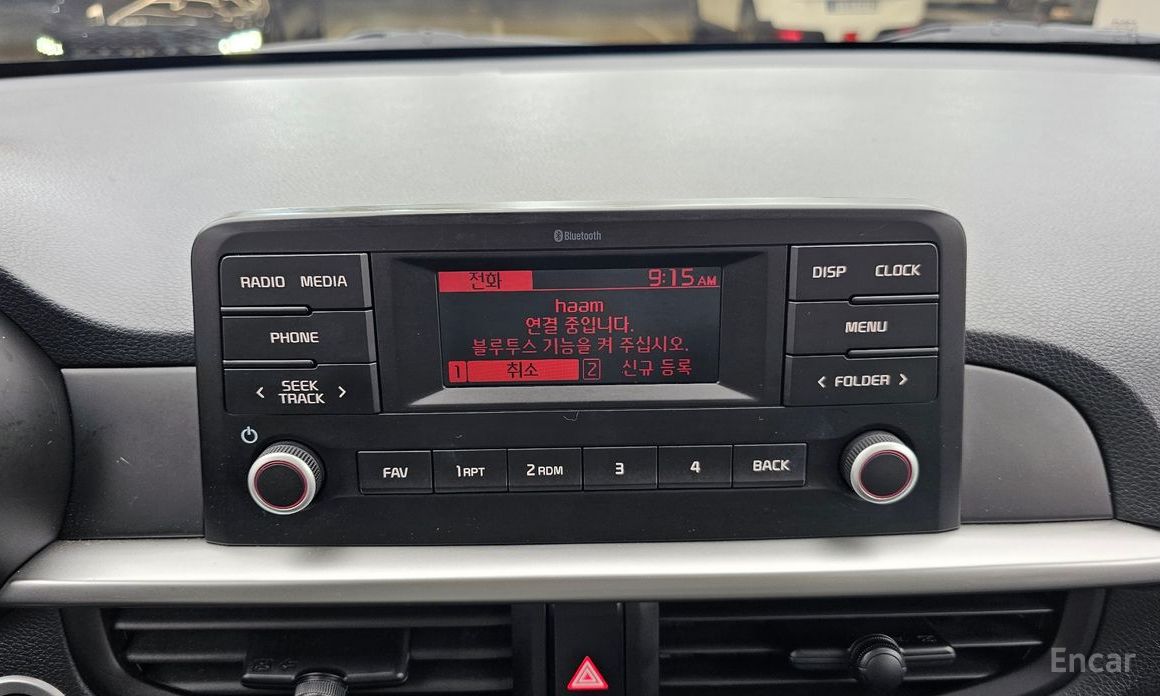 Bluetooth
RADIO MEDIA
PHONE
< SEEK TRACK >
전화 9:15 AM
haam
연결 중입니다.
블루투스 기능을 켜 주십시오.
1 취소 2 신규 등록
DISP CLOCK
MENU
< FOLDER >
FAV 1 RPT 2 RDM 3 4 BACK
Encar